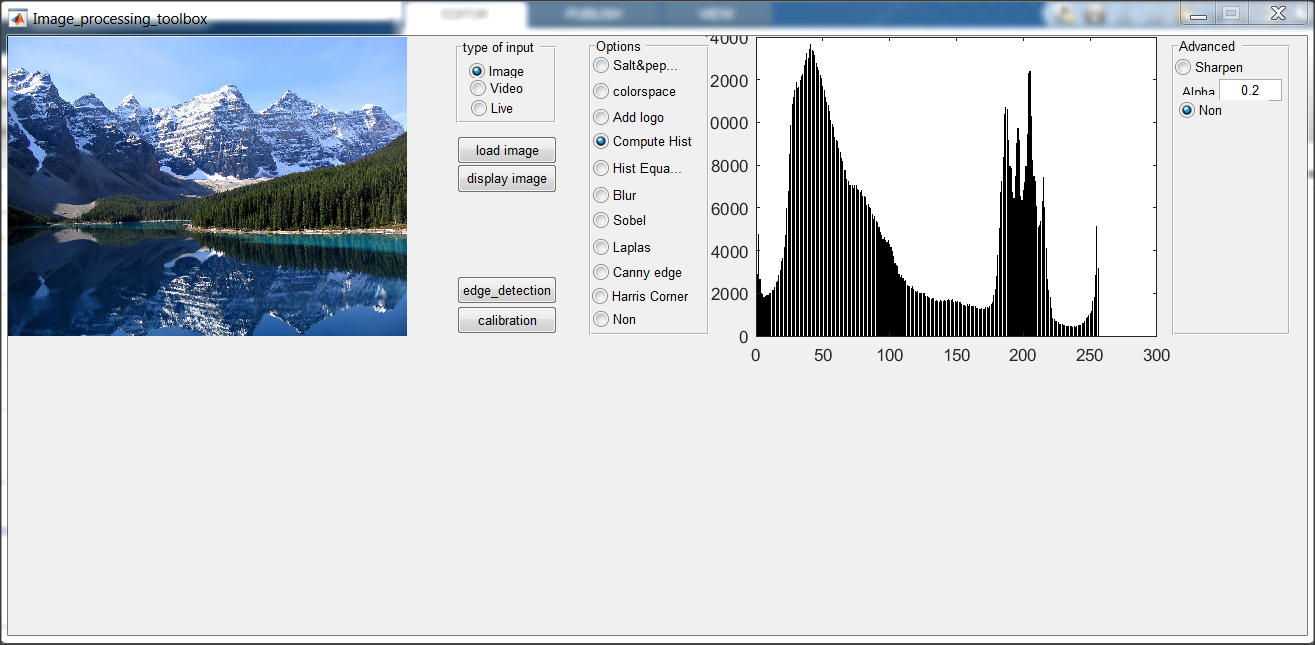 Image_processing_toolbox
EDITOR PUBLISH VIEW
type of input
Image
Video
Live
load image
display image
edge_detection
calibration
Options
Salt&pep...
colorspace
Add logo
Compute Hist
Hist Equa...
Blur
Sobel
Laplas
Canny edge
Harris Corner
Non
4000
2000
0000
8000
6000
4000
2000
0
0 50 100 150 200 250 300
Advanced
Sharpen
Alpha 0.2
Non